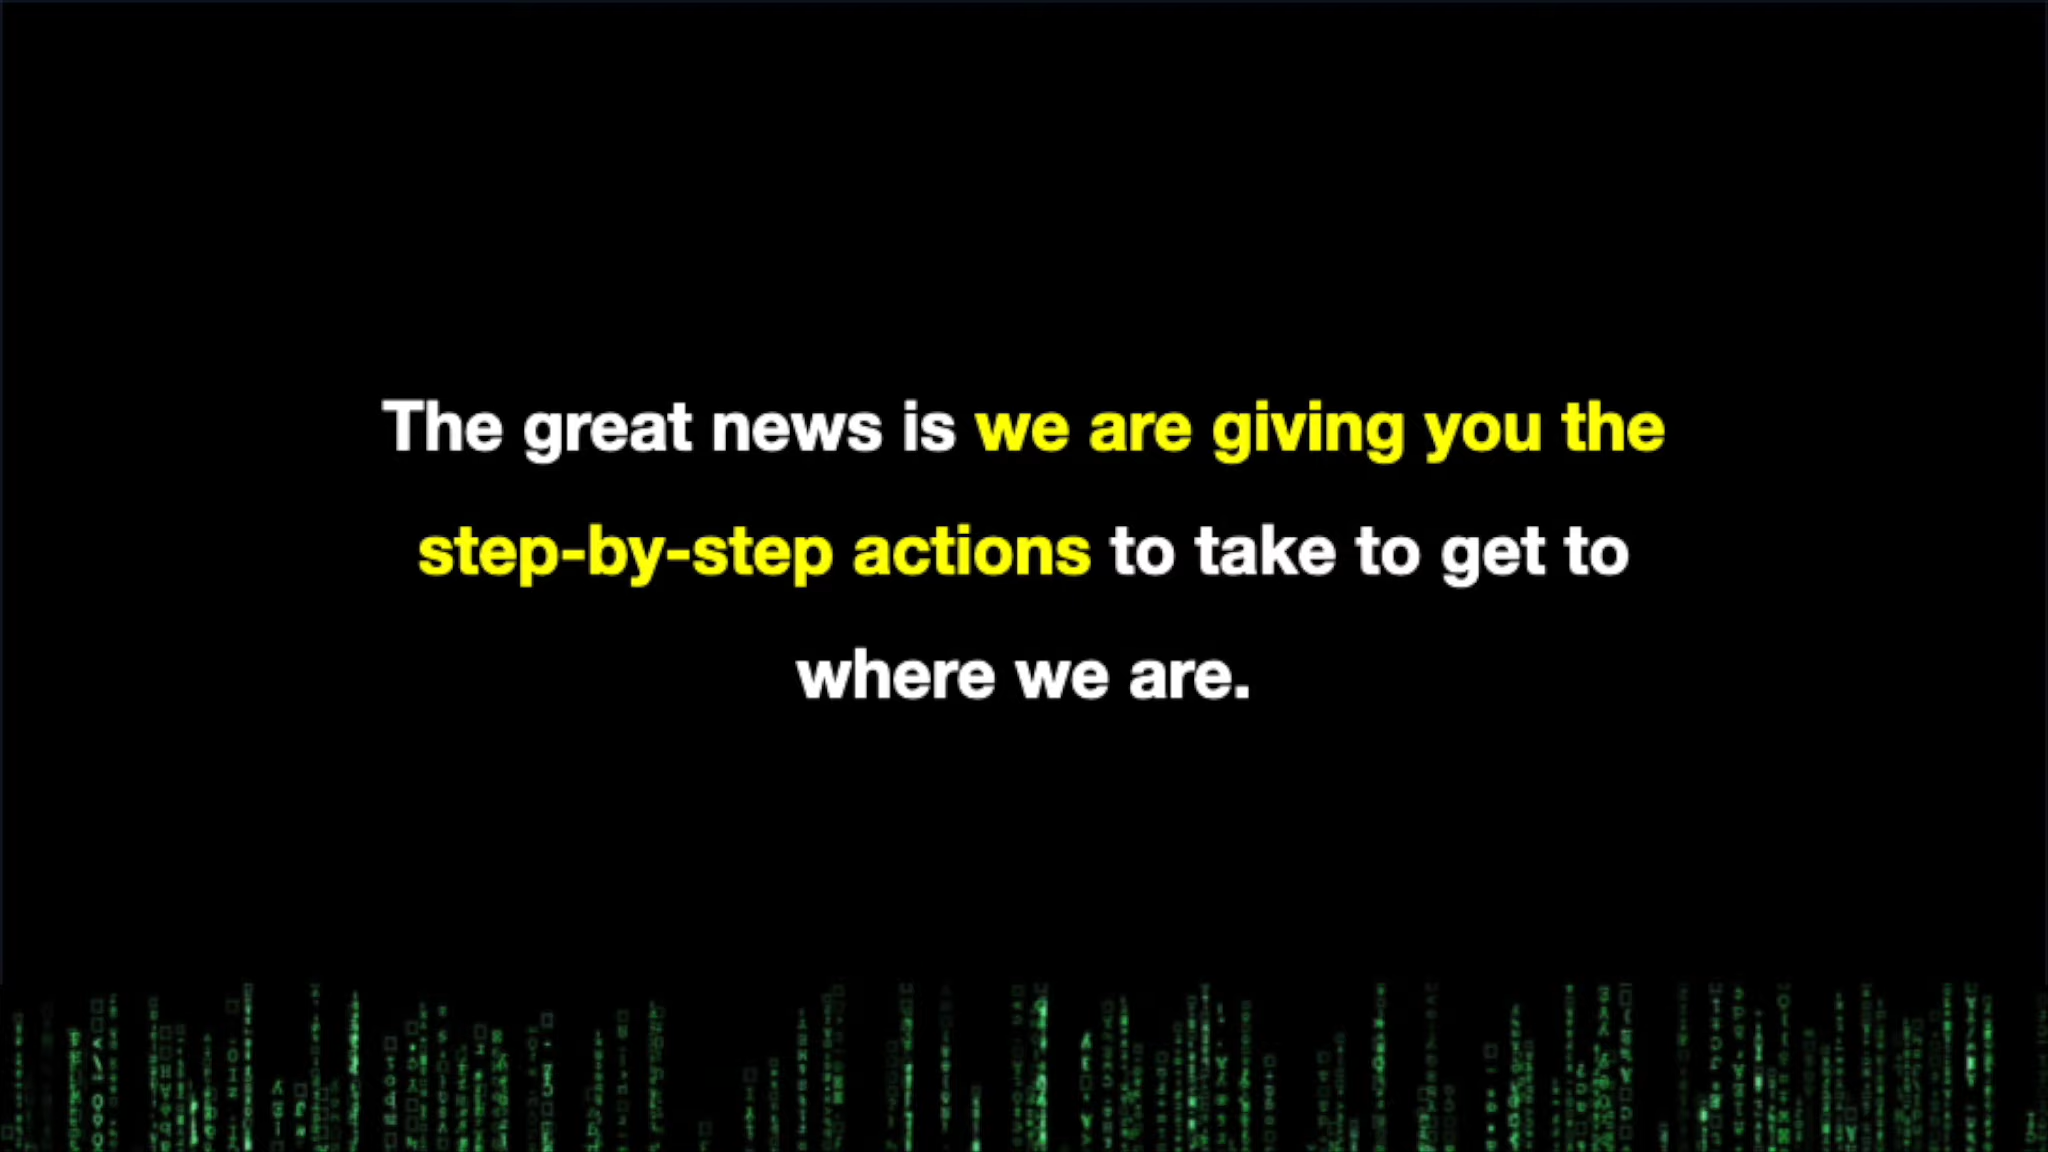 The great news is we are giving you the
step-by-step actions to take to get to
where we are.